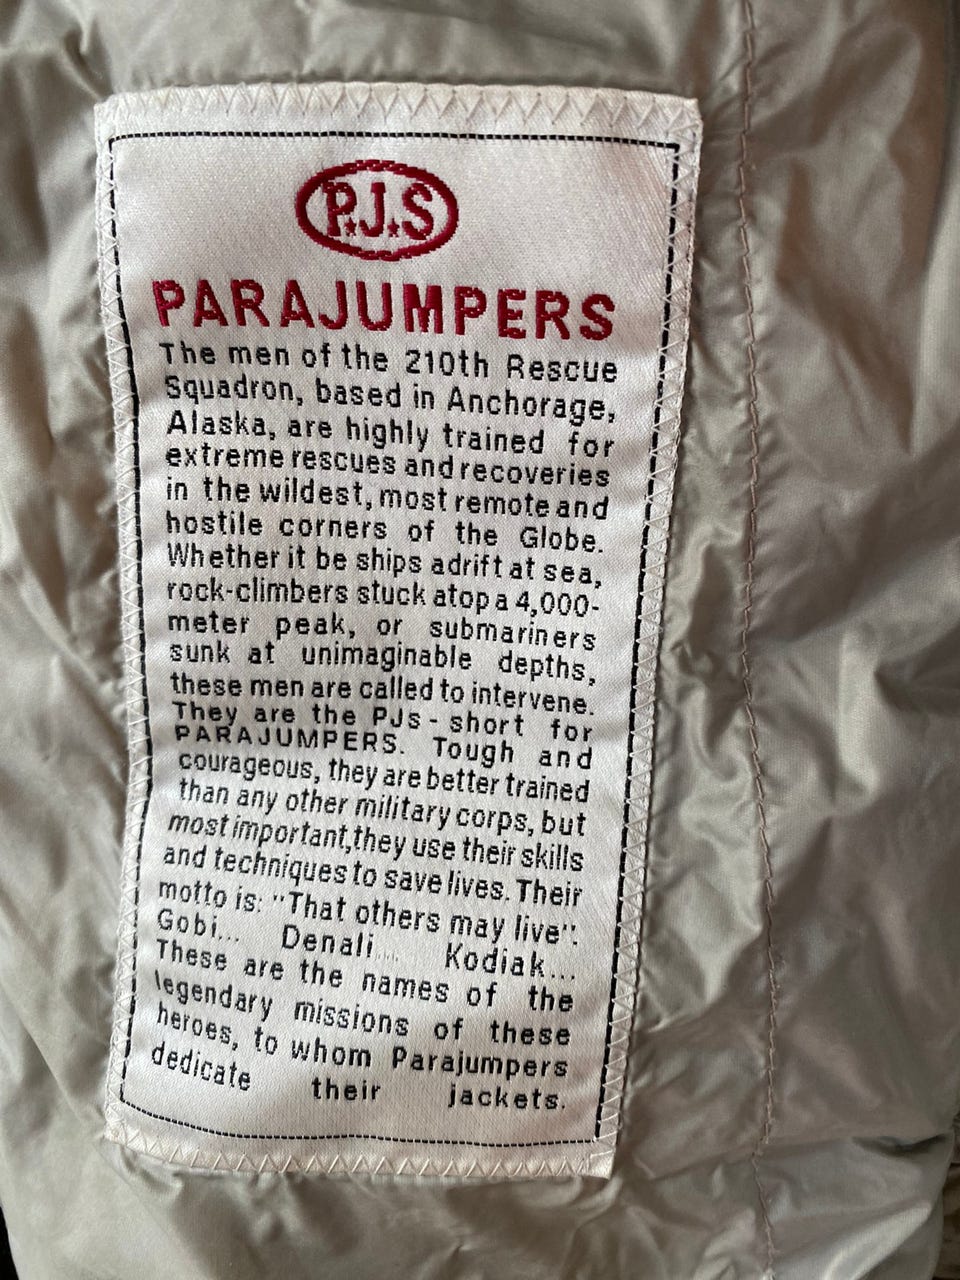 P.J.S
PARAJUMPERS
The men of the 210th Rescue
Squadron, based in Anchorage,
Alaska, are highly trained for
extreme rescues and recoveries
in the wildest, most remote and
hostile corners of the Globe.
Whether it be ships adrift at sea,
rock-climbers stuck atop a 4,000-
meter peak, or submariners
sunk at unimaginable depths,
these men are called to intervene.
They are the PJs - short for
PARAJUMPERS. Tough and
courageous, they are better trained
than any other military corps, but
most important,they use their skills
and techniques to save lives. Their
motto is: "That others may live".
Gobi... Denali... Kodiak...
These are the names of the
legendary missions of these
heroes, to whom Parajumpers
dedicate their jackets.